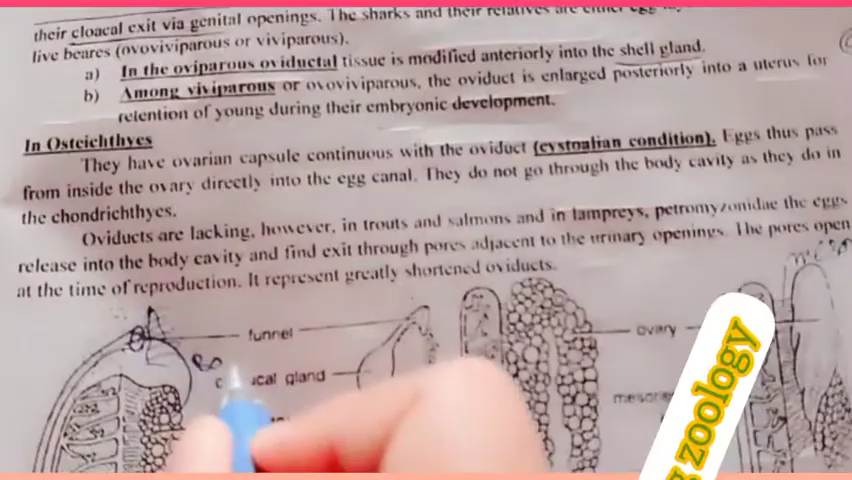 their cloacal exit via genital openings. The sharks and their relatives are either egg
live beares (ovoviviparous or viviparous).
a) In the oviparous oviductal tissue is modified anteriorly into the shell gland.
b) Among viviparous or ovoviviparous, the oviduct is enlarged posteriorly into a uterus for
retention of young during their embryonic development.
In Osteichthyes
They have ovarian capsule continuous with the oviduct (cystoalian condition). Eggs thus pass
from inside the ovary directly into the egg canal. They do not go through the body cavity as they do in
the chondrichthyes.
Oviducts are lacking, however, in trouts and salmons and in lampreys, petromyzonidae the eggs
release into the body cavity and find exit through pores adjacent to the urinary openings. The pores open
at the time of reproduction. It represent greatly shortened oviducts.
funnel
ovary
gland
zoology